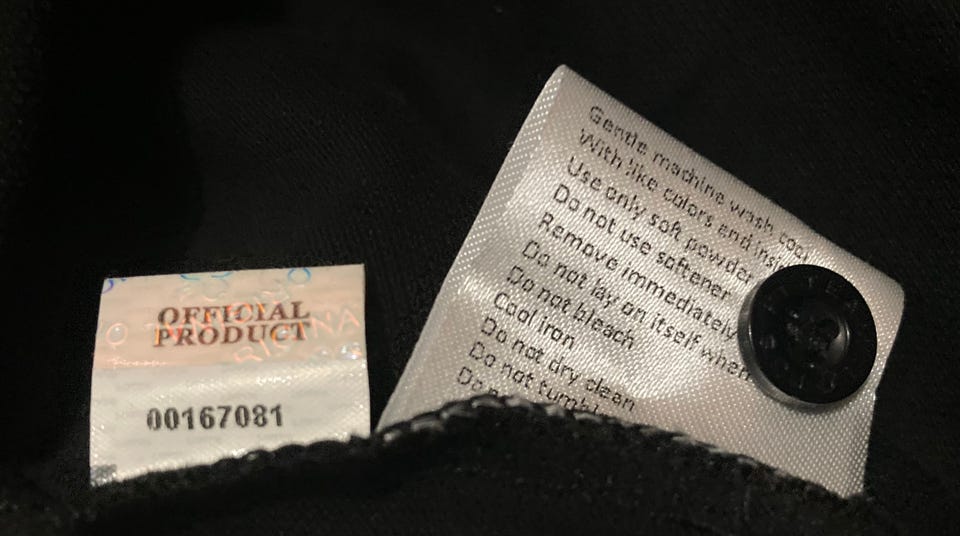 OFFICIAL
PRODUCT
00167081
Gentle machine wash cool
With like colors and insi
Use only soft powder
Do not use softener
Remove immediately
Do not lay on itself when
Do not bleach
Cool iron
Do not dry clean
Do not tumble
Do